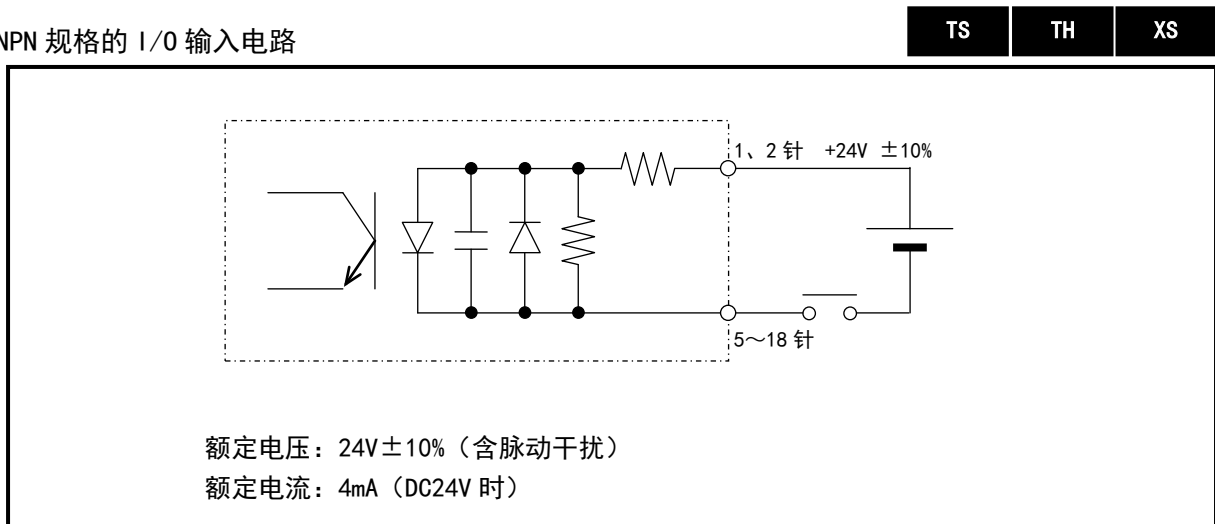 NPN 规格的 I/O 输入电路
TS TH XS
1、2 针 +24V ±10%
5～18 针
额定电压：24V±10%（含脉动干扰）
额定电流：4mA（DC24V 时）